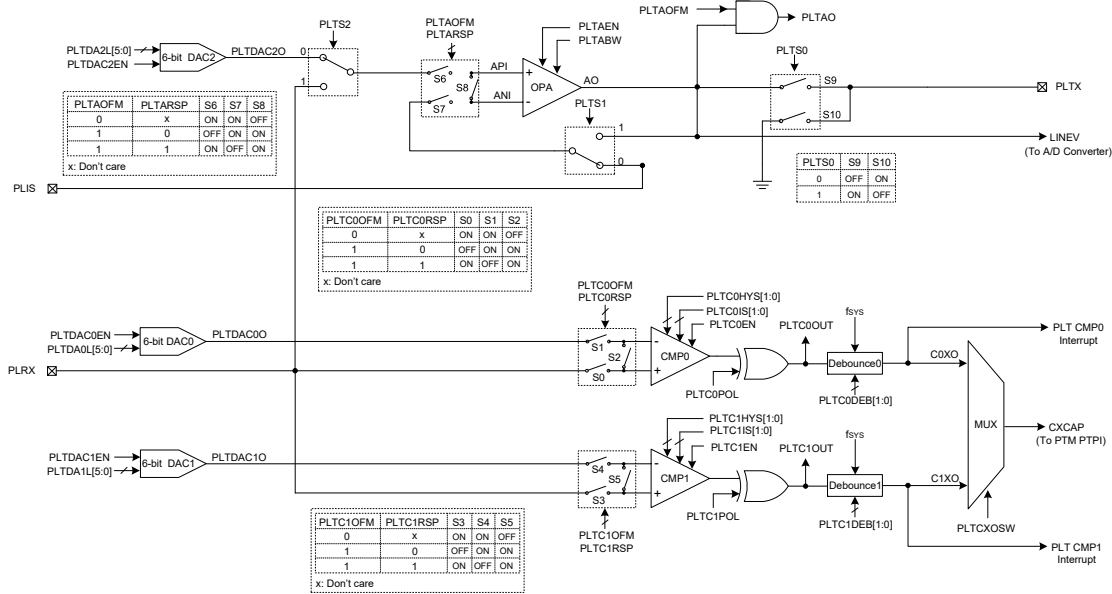 PLTAOFM
PLTAO
PLTS2
PLTAOFM
PLTARSP
PLTAEN
PLTABW
PLTDA2L[5:0]
PLTDAC2EN
6-bit DAC2
PLTDAC2O
0
1
S6
S7
S8
API
ANI
+
-
OPA
AO
PLTS0
S9
S10
PLTX
PLTS1
1
0
LINEV
(To A/D Converter)
PLTAOFM PLTARSP S6 S7 S8
0 x ON ON OFF
1 0 OFF ON ON
1 1 ON OFF ON
x: Don't care
PLTS0 S9 S10
0 OFF ON
1 ON OFF
PLIS
PLTC0OFM PLTC0RSP S0 S1 S2
0 x ON ON OFF
1 0 OFF ON ON
1 1 ON OFF ON
x: Don't care
PLTC0OFM
PLTC0RSP
PLTC0HYS[1:0]
PLTC0IS[1:0]
PLTC0EN
PLTDAC0EN
PLTDA0L[5:0]
6-bit DAC0
PLTDAC0O
S1
S2
S0
-
+
CMP0
PLTC0POL
PLTC0OUT
fSYS
Debounce0
PLTC0DEB[1:0]
C0XO
PLT CMP0
Interrupt
PLRX
MUX
CXCAP
(To PTM PTPI)
PLTCXOSW
PLTC1HYS[1:0]
PLTC1IS[1:0]
PLTC1EN
PLTDAC1EN
PLTDA1L[5:0]
6-bit DAC1
PLTDAC1O
S4
S5
S3
-
+
CMP1
PLTC1POL
PLTC1OUT
fSYS
Debounce1
PLTC1DEB[1:0]
C1XO
PLTC1OFM
PLTC1RSP
PLT CMP1
Interrupt
PLTC1OFM PLTC1RSP S3 S4 S5
0 x ON ON OFF
1 0 OFF ON ON
1 1 ON OFF ON
x: Don't care